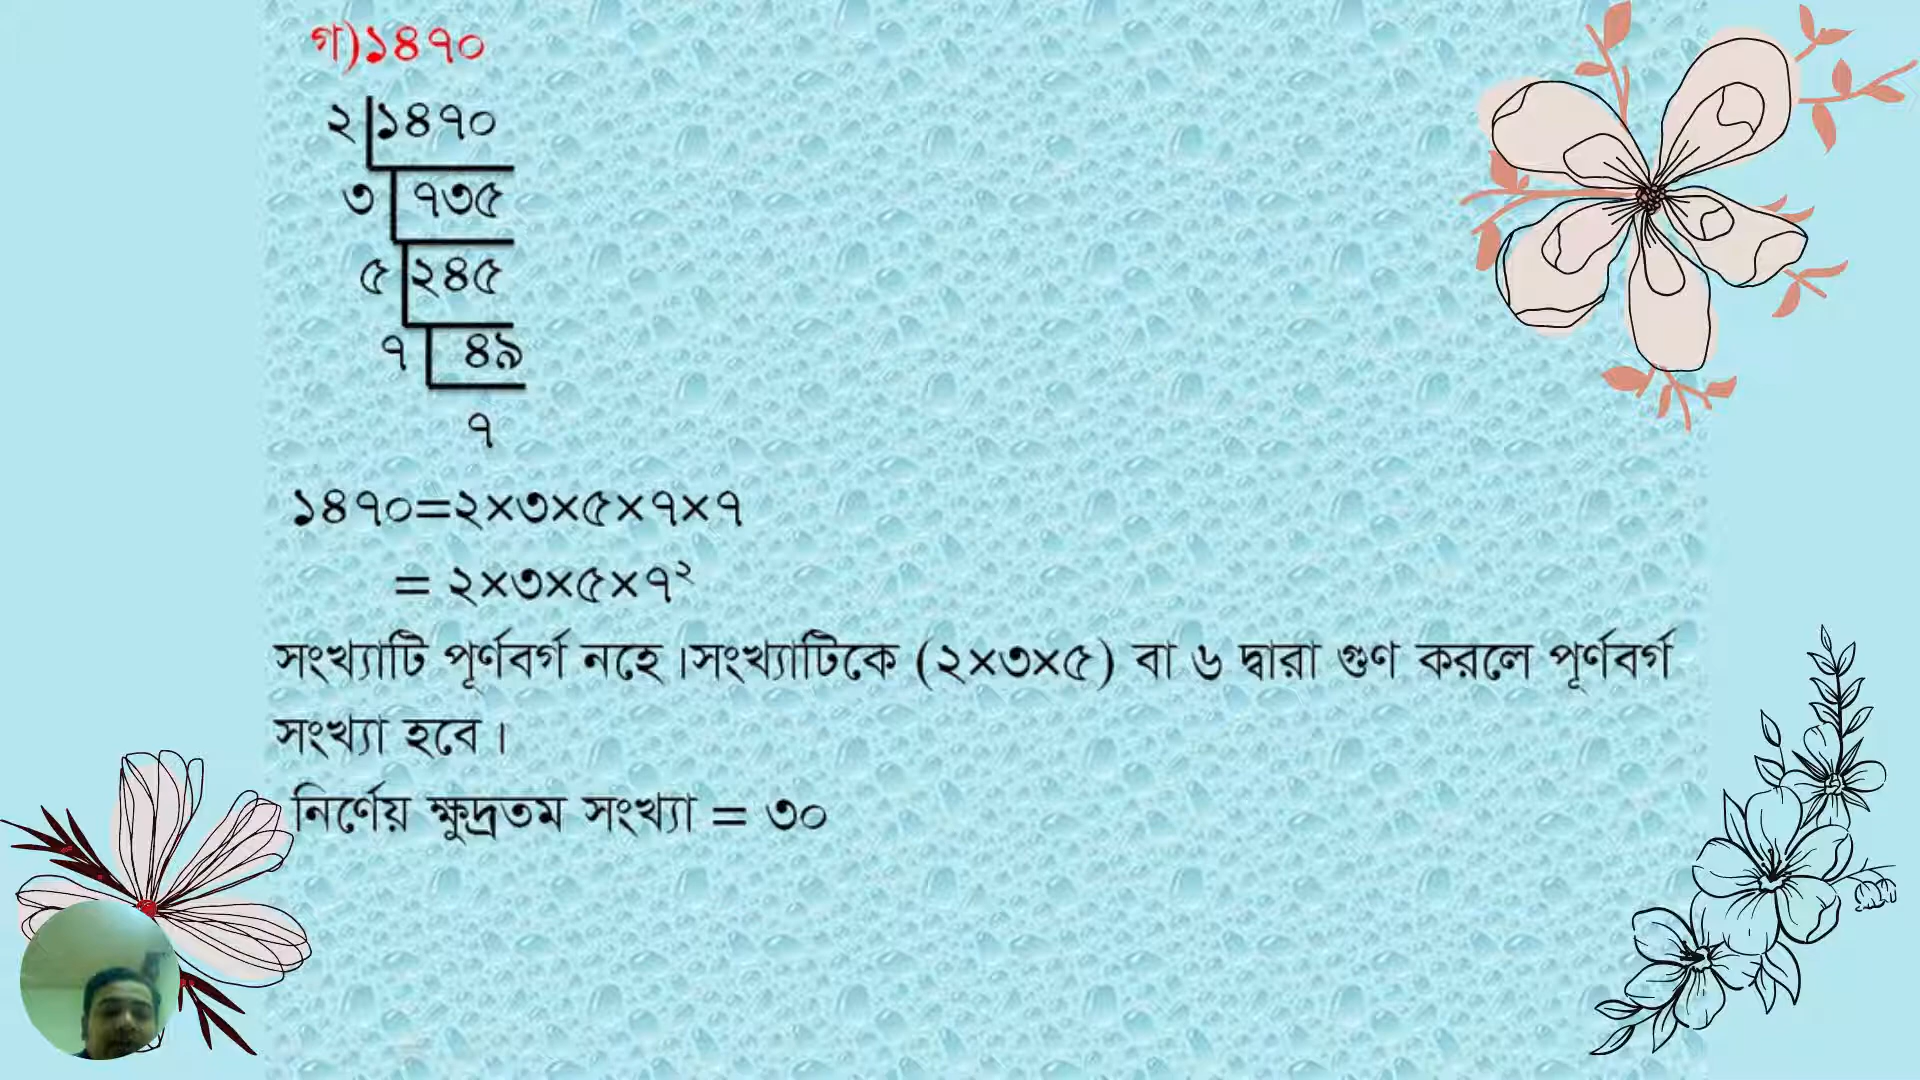 গ)১৪৭০
২|১৪৭০
৩|৭৩৫
৫|২৪৫
৭|৪৯
৭
১৪৭০=২×৩×৫×৭×৭
= ২×৩×৫×৭²
সংখ্যাটি পূর্ণবর্গ নহে।সংখ্যাটিকে (২×৩×৫) বা ৬ দ্বারা গুণ করলে পূর্ণবর্গ
সংখ্যা হবে।
নির্ণেয় ক্ষুদ্রতম সংখ্যা = ৩০